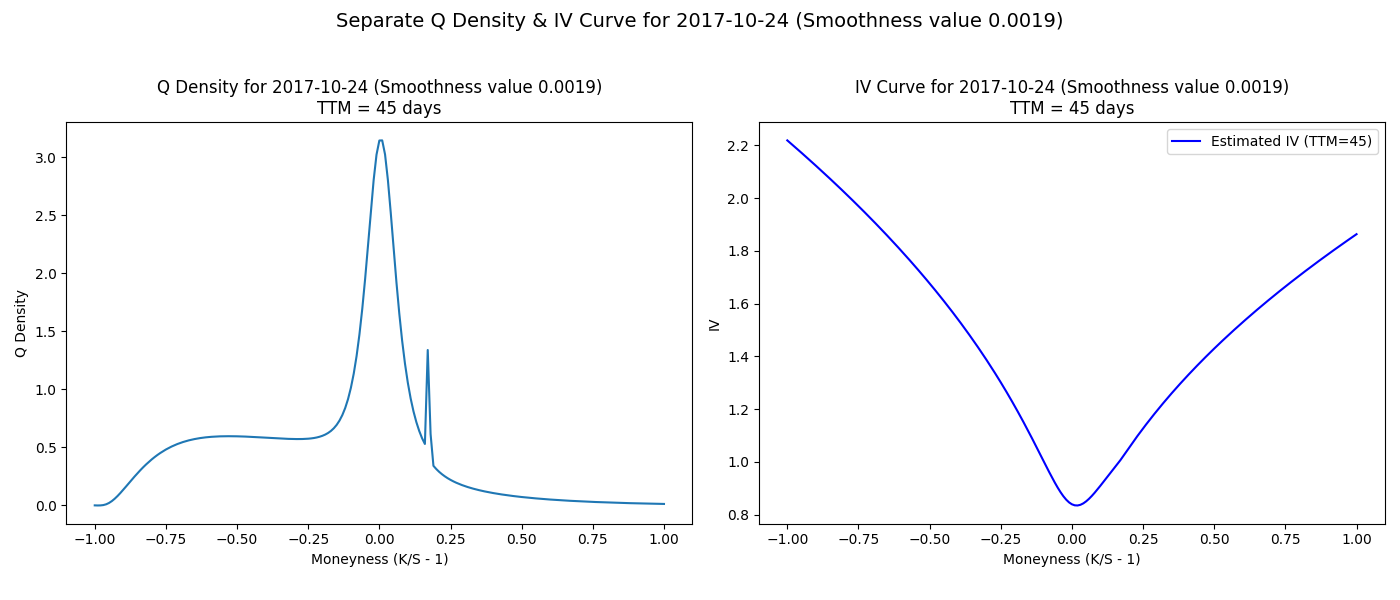 Separate Q Density & IV Curve for 2017-10-24 (Smoothness value 0.0019)
Q Density for 2017-10-24 (Smoothness value 0.0019)
TTM = 45 days
Q Density
3.0
2.5
2.0
1.5
1.0
0.5
0.0
−1.00 −0.75 −0.50 −0.25 0.00 0.25 0.50 0.75 1.00
Moneyness (K/S - 1)
IV Curve for 2017-10-24 (Smoothness value 0.0019)
TTM = 45 days
Estimated IV (TTM=45)
IV
2.2
2.0
1.8
1.6
1.4
1.2
1.0
0.8
−1.00 −0.75 −0.50 −0.25 0.00 0.25 0.50 0.75 1.00
Moneyness (K/S - 1)